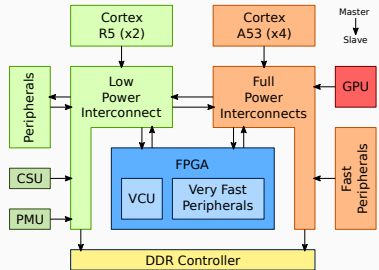 Cortex
R5 (x2)
Cortex
A53 (x4)
Master
Slave
Peripherals
Low
Power
Interconnect
Full
Power
Interconnects
GPU
CSU
PMU
FPGA
VCU
Very Fast
Peripherals
Fast
Peripherals
DDR Controller